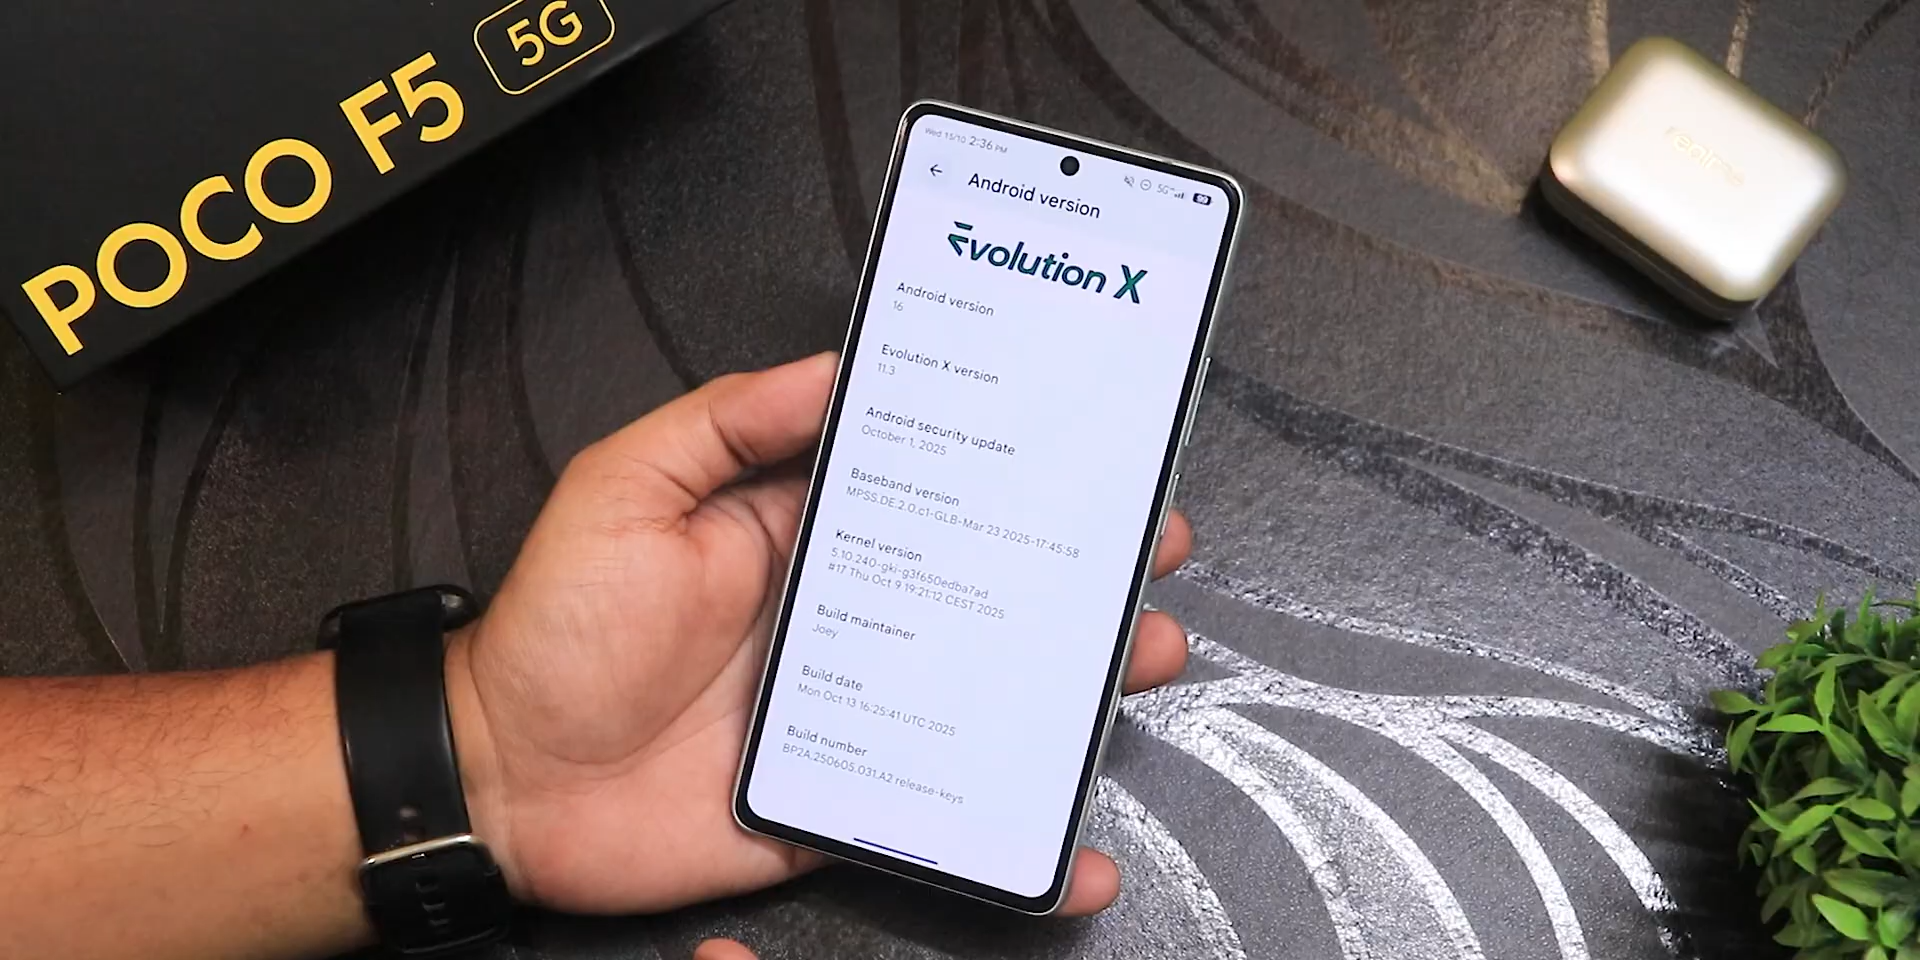 POCO F5 5G
Wed 15/10 2:36 PM
5G
Android version
Evolution X
Android version
16
Evolution X version
11.3
Android security update
October 1, 2025
Baseband version
MPSS.DE.2.0.c1-GLB-Mar 23 2025-17:45:58
Kernel version
5.10.240-gki-g3f650edba7ad
#17 Thu Oct 9 19:21:12 CEST 2025
Build maintainer
Joey
Build date
Mon Oct 13 16:25:41 UTC 2025
Build number
BP2A.250605.031.A2 release-keys
realme